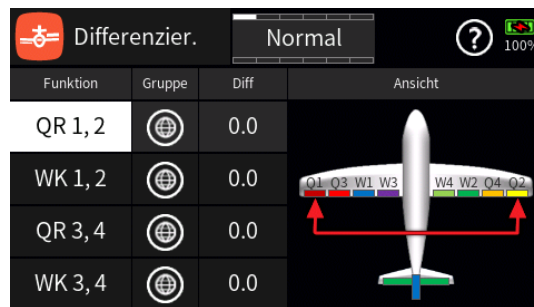 Differenzier. Normal ? 100%
Funktion Gruppe Diff Ansicht
QR 1, 2 0.0
WK 1, 2 0.0
Q1 Q3 W1 W3 W4 W2 Q4 Q2
QR 3, 4 0.0
WK 3, 4 0.0